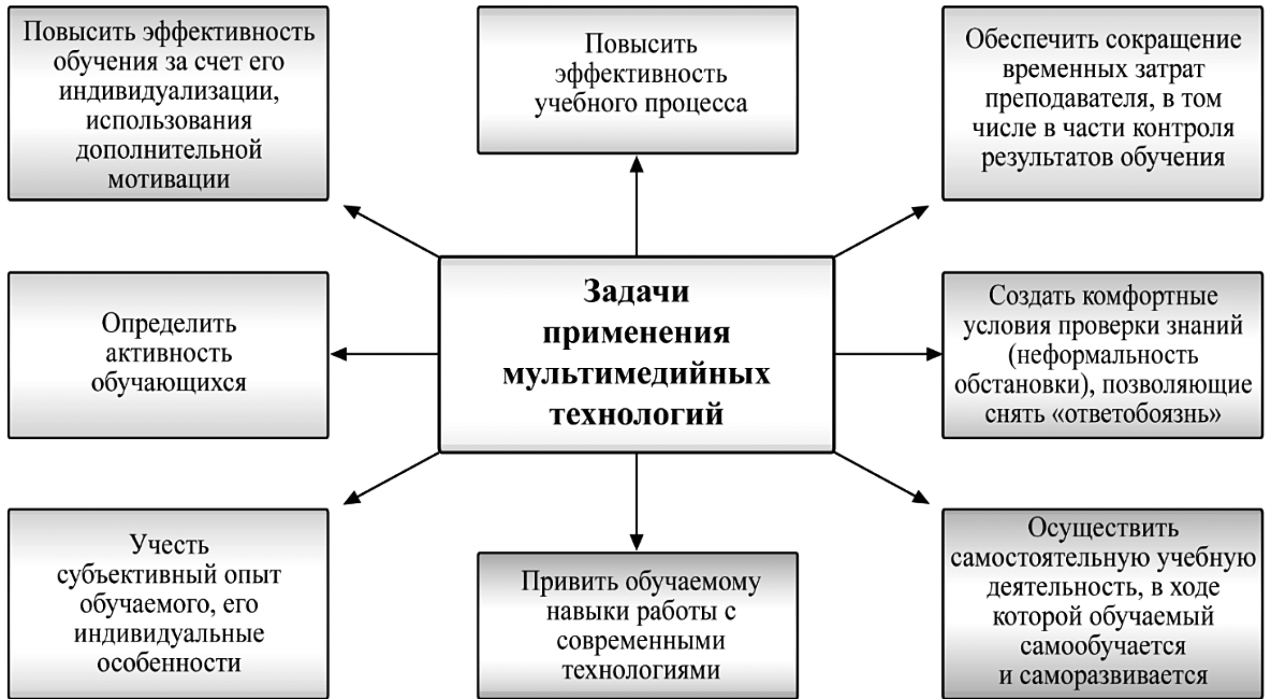 Повысить эффективность
обучения за счет его
индивидуализации,
использования
дополнительной
мотивации
Повысить
эффективность
учебного процесса
Обеспечить сокращение
временных затрат
преподавателя, в том
числе в части контроля
результатов обучения
Определить
активность
обучающихся
Задачи
применения
мультимедийных
технологий
Создать комфортные
условия проверки знаний
(неформальность
обстановки), позволяющие
снять «ответобоязнь»
Учесть
субъективный опыт
обучаемого, его
индивидуальные
особенности
Привить обучаемому
навыки работы с
современными
технологиями
Осуществить
самостоятельную учебную
деятельность, в ходе
которой обучаемый
самообучается
и саморазвивается